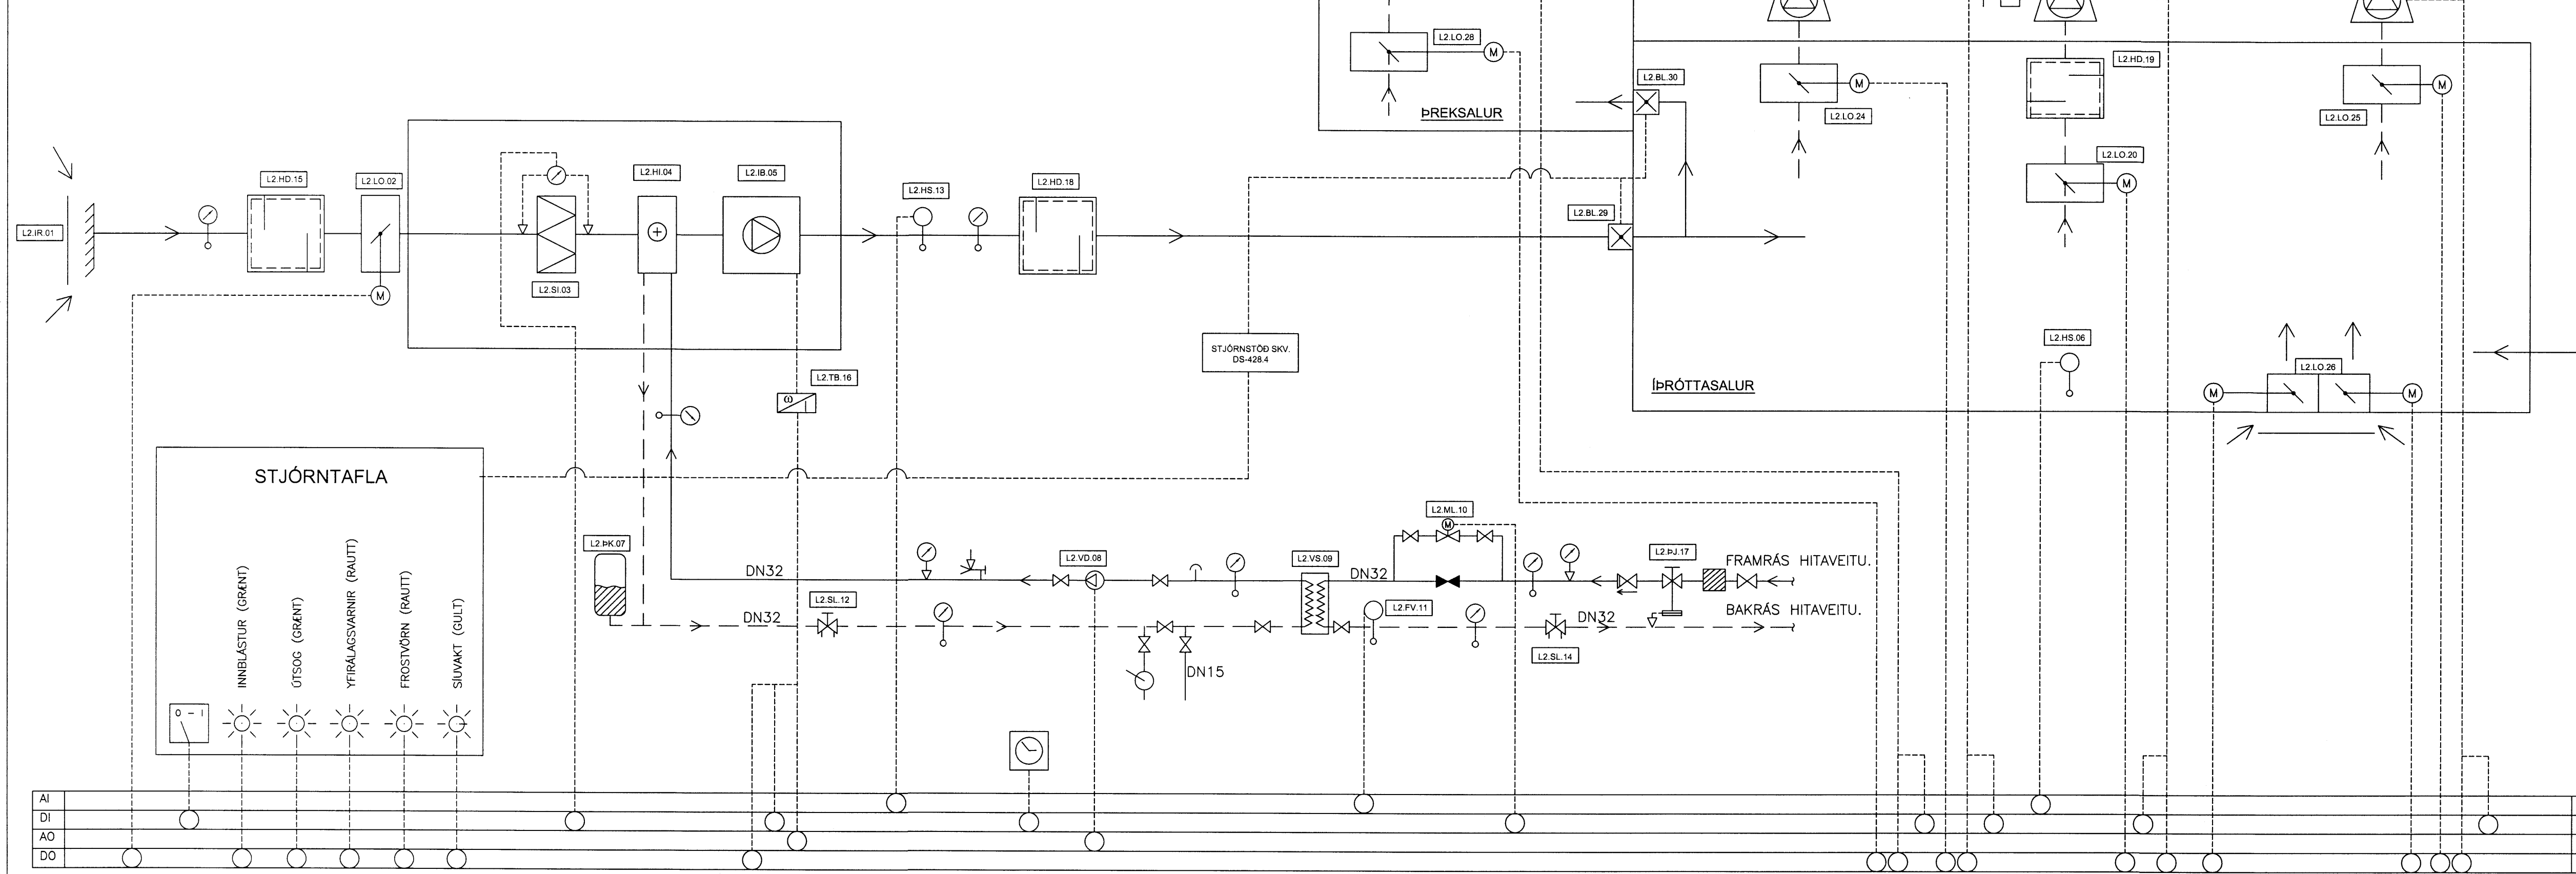 L2.LO.28
M
L2.BL.30
ÞREKSALUR
M
L2.LO.24
L2.HD.19
L2.LO.20
M
M
L2.LO.25
L2.IR.01
L2.HD.15
L2.LO.02
M
L2.SI.03
L2.HI.04
L2.IB.05
L2.HS.13
L2.HD.18
L2.BL.29
STJÓRNSTÖÐ SKV.
DS-428.4
L2.TB.16
ω
ÍÞRÓTTASALUR
L2.HS.06
L2.LO.26
M
M
STJÓRNTAFLA
INNBLÁSTUR (GRÆNT)
ÚTSOG (GRÆNT)
YFIRÁLAGSVARNIR (RAUTT)
FROSTVÖRN (RAUTT)
SÍUVAKT (GULT)
0 – I
L2.ÞK.07
DN32
DN32
L2.SL.12
L2.VD.08
DN15
L2.VS.09
DN32
L2.ML.10
M
L2.FV.11
L2.SL.14
DN32
L2.ÞJ.17
FRAMRÁS HITAVEITU.
BAKRÁS HITAVEITU.
AI
DI
AO
DO